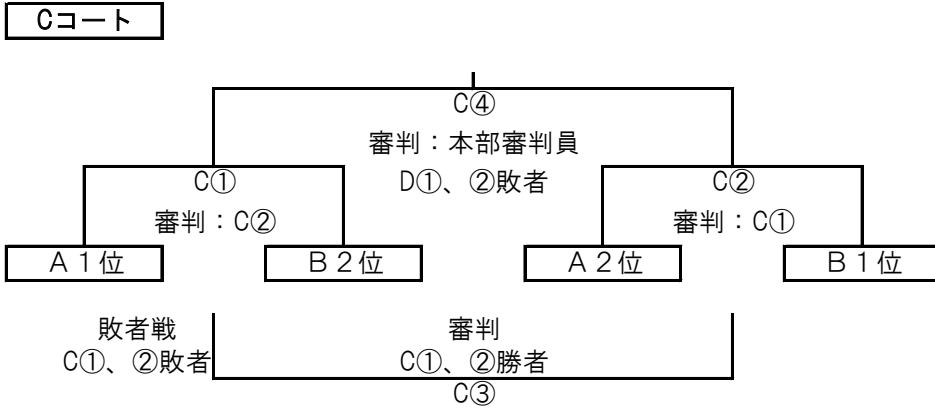 Cコート
C④
審判：本部審判員
C①
D①、②敗者
C②
審判：C②
審判：C①
Ａ１位
Ｂ２位
Ａ２位
Ｂ１位
敗者戦
審判
C①、②敗者
C①、②勝者
C③